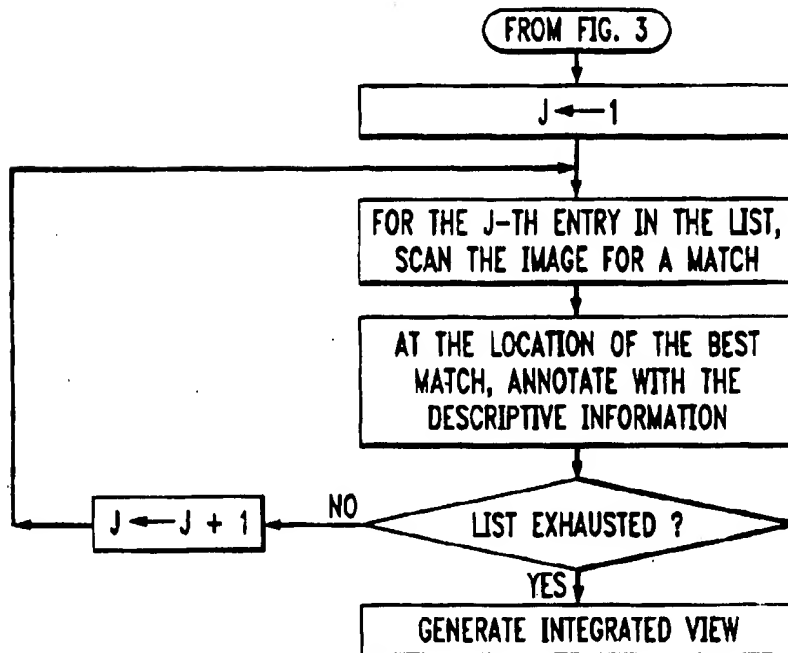 FROM FIG. 3
J ← 1
FOR THE J-TH ENTRY IN THE LIST,
SCAN THE IMAGE FOR A MATCH
AT THE LOCATION OF THE BEST
MATCH, ANNOTATE WITH THE
DESCRIPTIVE INFORMATION
LIST EXHAUSTED ?
NO
J ← J + 1
YES
GENERATE INTEGRATED VIEW